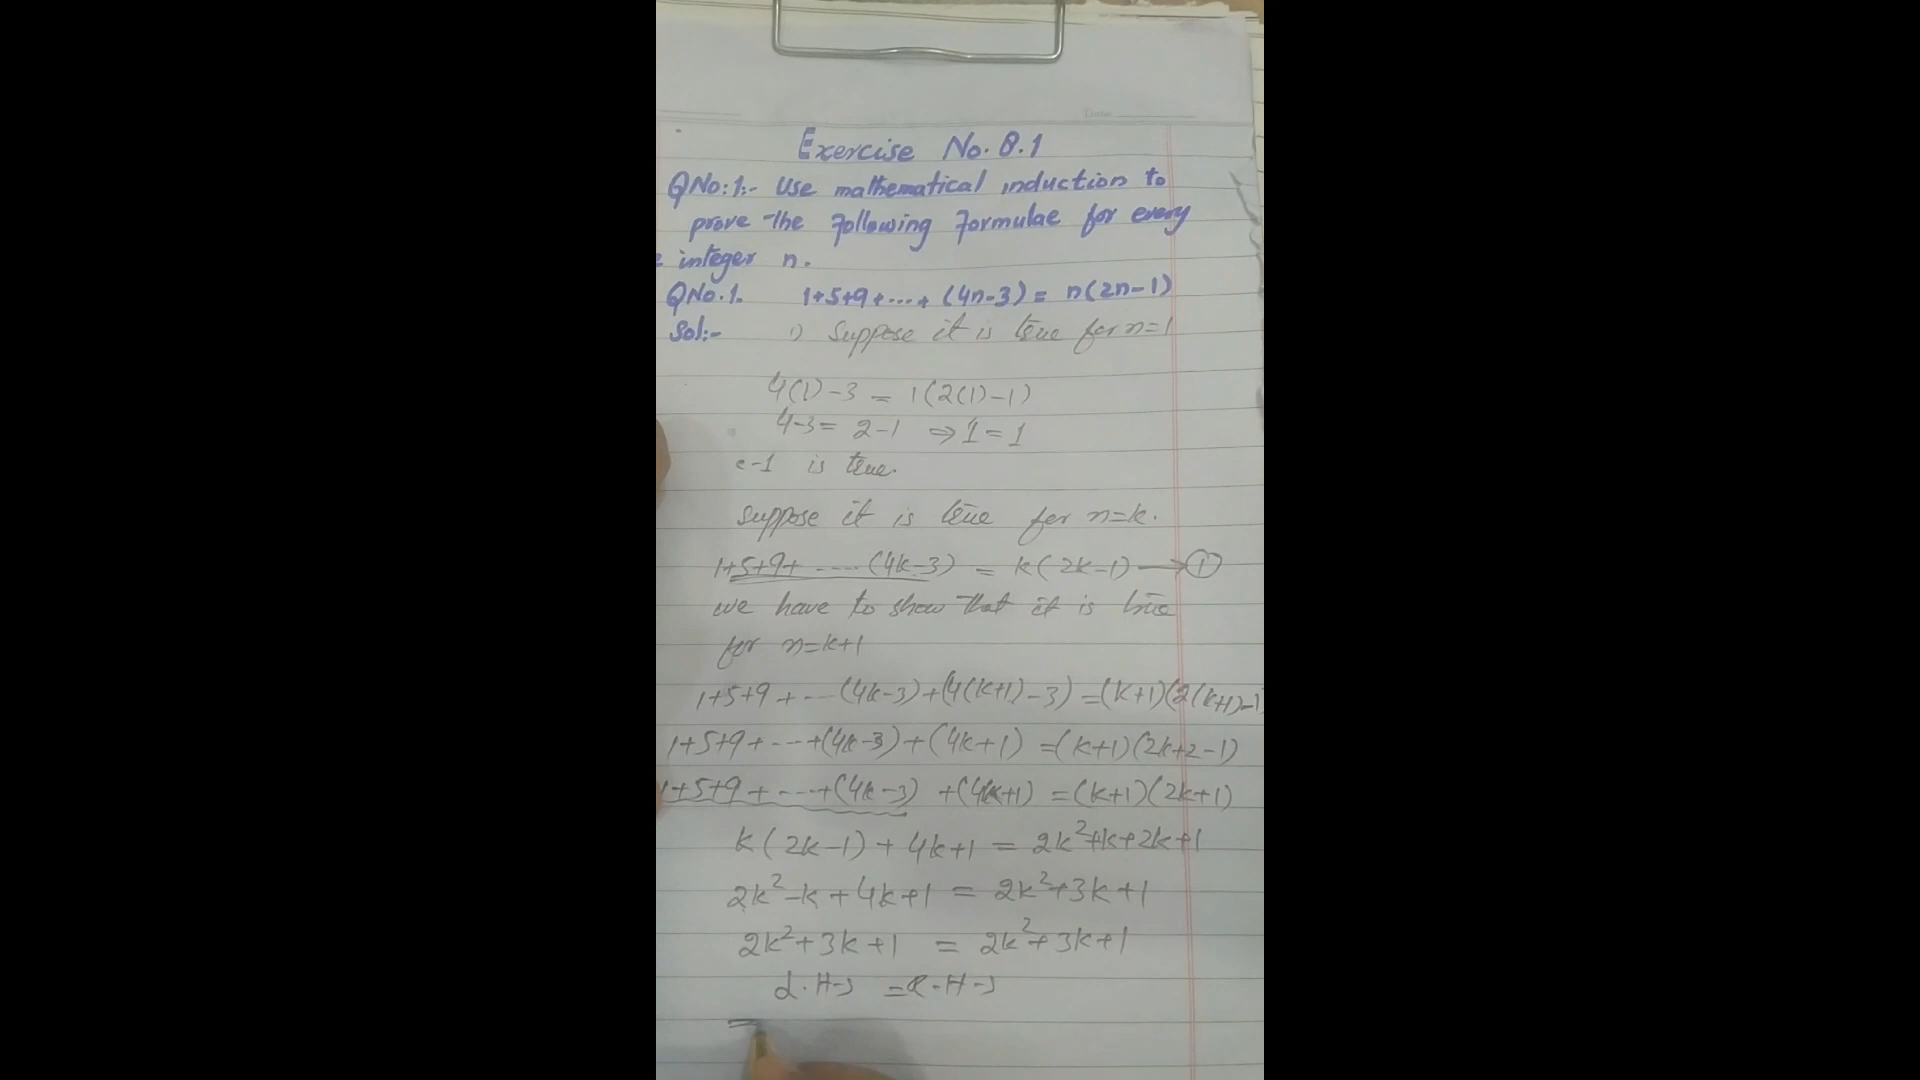 Date
Exercise No. 8.1
QNo:1:- Use mathematical induction to
prove the following formulae for every
integer n.
QNo.1. 1+5+9+...+ (4n-3) = n(2n-1)
Sol:- i) Suppose it is true for n=1
4(1)-3 = 1(2(1)-1)
4-3 = 2-1 ⇒ 1=1
c-1 is true.
suppose it is true for n=k.
1+5+9+ ....(4k-3) = k(2k-1) → ①
we have to show that it is true
for n=k+1
1+5+9+...(4k-3)+(4(k+1)-3) =(k+1)(2(k+1)-1
1+5+9+...+(4k-3)+(4k+1) =(k+1)(2k+2-1)
1+5+9+...+(4k-3) +(4k+1) =(k+1)(2k+1)
k(2k-1)+4k+1 = 2k²+k+2k+1
2k²-k+4k+1 = 2k²+3k+1
2k²+3k+1 = 2k²+3k+1
L.H-S =R-H-S